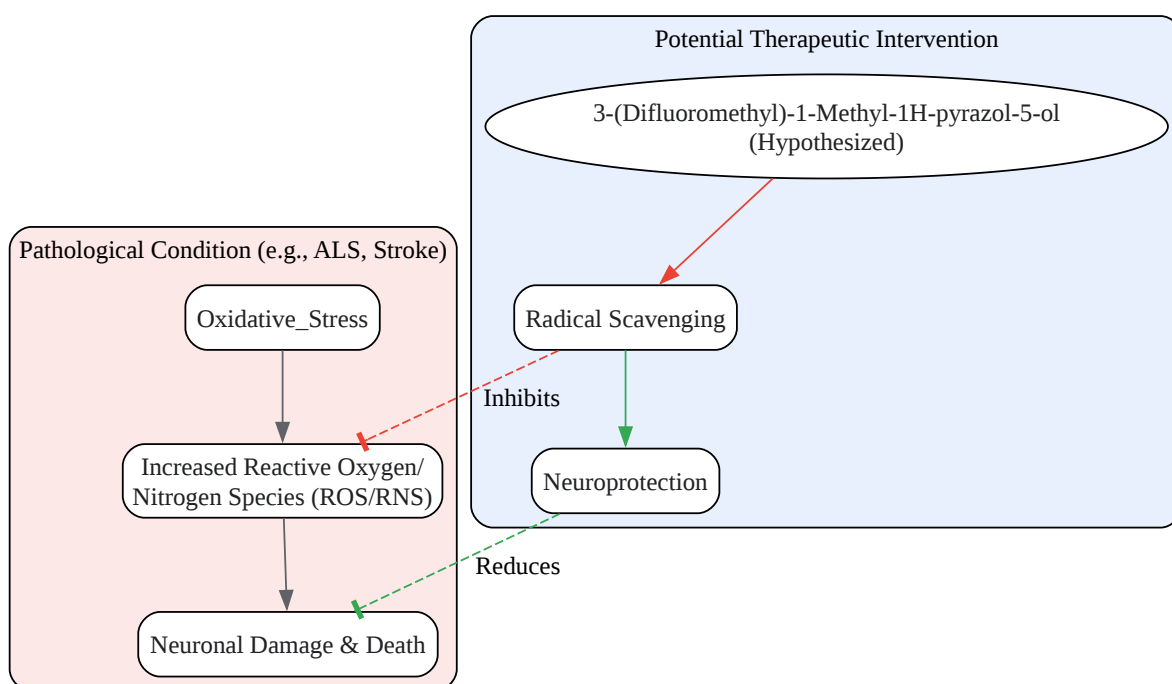 Potential Therapeutic Intervention
3-(Difluoromethyl)-1-Methyl-1H-pyrazol-5-ol
(Hypothesized)
Pathological Condition (e.g., ALS, Stroke)
Oxidative_Stress
Radical Scavenging
Inhibits
Increased Reactive Oxygen/
Nitrogen Species (ROS/RNS)
Neuroprotection
Reduces
Neuronal Damage & Death